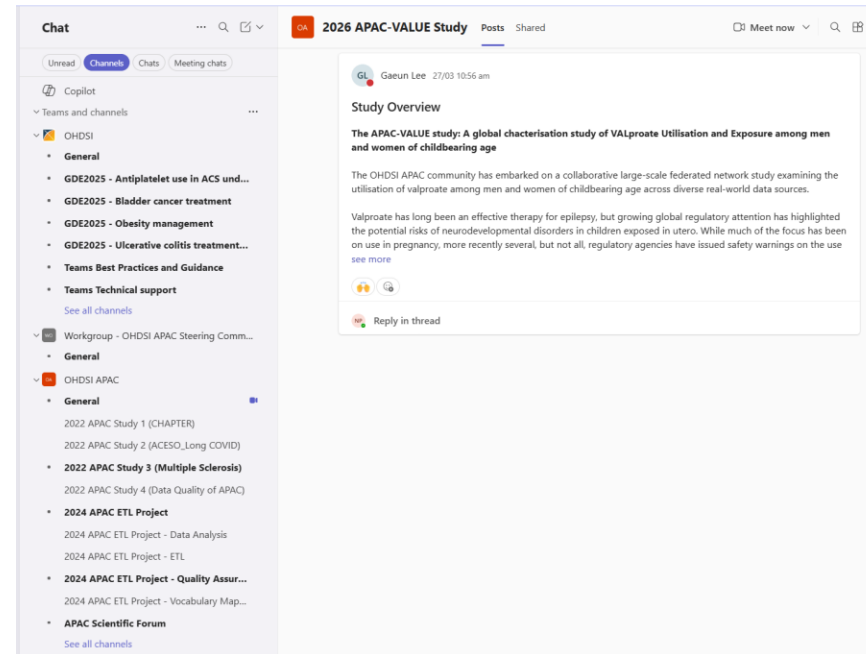 Chat
Unread
Channels
Chats
Meeting chats
Copilot
Teams and channels
OHDSI
General
GDE2025 - Antiplatelet use in ACS und...
GDE2025 - Bladder cancer treatment
GDE2025 - Obesity management
GDE2025 - Ulcerative colitis treatment...
Teams Best Practices and Guidance
Teams Technical support
See all channels
Workgroup - OHDSI APAC Steering Comm...
General
OHDSI APAC
General
2022 APAC Study 1 (CHAPTER)
2022 APAC Study 2 (ACESO_Long COVID)
2022 APAC Study 3 (Multiple Sclerosis)
2022 APAC Study 4 (Data Quality of APAC)
2024 APAC ETL Project
2024 APAC ETL Project - Data Analysis
2024 APAC ETL Project - ETL
2024 APAC ETL Project - Quality Assur...
2024 APAC ETL Project - Vocabulary Map...
APAC Scientific Forum
See all channels
OA 2026 APAC-VALUE Study Posts Shared Meet now
GL Gaeun Lee 27/03 10:56 am
Study Overview
The APAC-VALUE study: A global chacterisation study of VALproate Utilisation and Exposure among men
and women of childbearing age
The OHDSI APAC community has embarked on a collaborative large-scale federated network study examining the
utilisation of valproate among men and women of childbearing age across diverse real-world data sources.
Valproate has long been an effective therapy for epilepsy, but growing global regulatory attention has highlighted
the potential risks of neurodevelopmental disorders in children exposed in utero. While much of the focus has been
on use in pregnancy, more recently several, but not all, regulatory agencies have issued safety warnings on the use
see more
NP Reply in thread